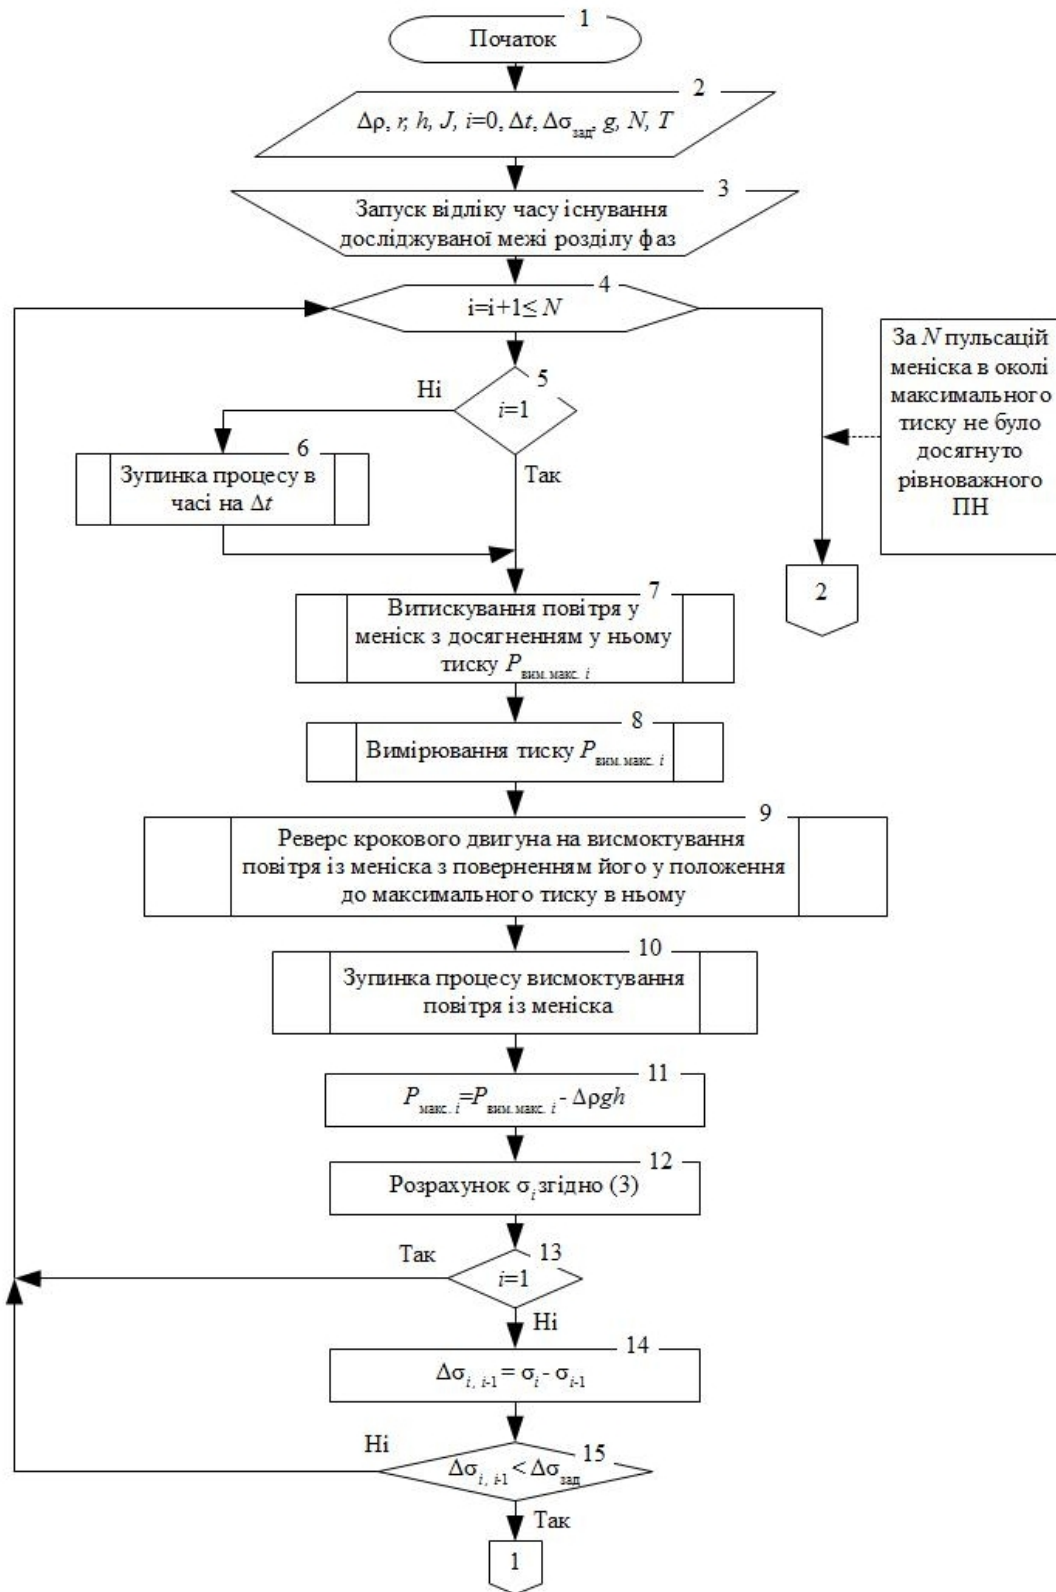 1
Початок
2
Δρ, r, h, J, i=0, Δt, Δσзад, g, N, T
3
Запуск відліку часу існування
досліджуваної межі розділу фаз
4
i=i+1≤ N
За N пульсацій
меніска в околі
максимального
тиску не було
досягнуто
рівноважного
ПН
5
Ні
i=1
6
Так
Зупинка процесу в
часі на Δt
2
7
Витискування повітря у
меніск з досягненням у ньому
тиску Pвим.макс. i
8
Вимірювання тиску Pвим.макс. i
9
Реверс крокового двигуна на висмоктування
повітря із меніска з поверненням його у положення
до максимального тиску в ньому
10
Зупинка процесу висмоктування
повітря із меніска
11
Pмакс. i=Pвим.макс. i - Δρgh
12
Розрахунок σi згідно (3)
Так
13
i=1
Ні
14
Δσi, i-1 = σi - σi-1
Ні
15
Δσi, i-1 < Δσзад
Так
1